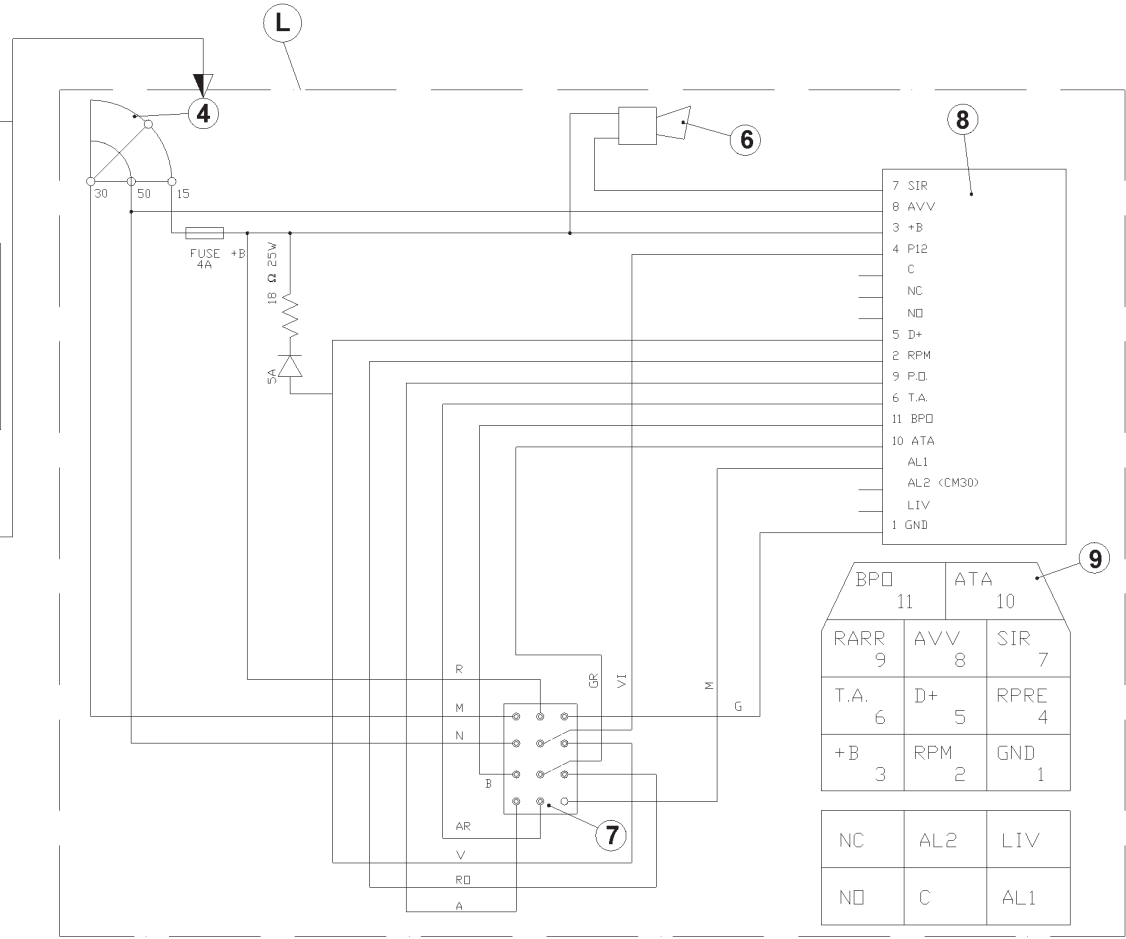 L
4
6
8
30 50 15
FUSE +B
4A
18 Ω 25W
5A
7 SIR
8 AVV
3 +B
4 P12
C
NC
NO
5 D+
2 RPM
9 P.O.
6 T.A.
11 BPO
10 ATA
AL1
AL2 (CM30)
LIV
1 GND
9
BPO ATA
11 10
RARR AVV SIR
9 8 7
T.A. D+ RPRE
6 5 4
+B RPM GND
3 2 1
NC AL2 LIV
NO C AL1
R
GR
VI
M
M
G
N
B
7
AR
V
RO
A